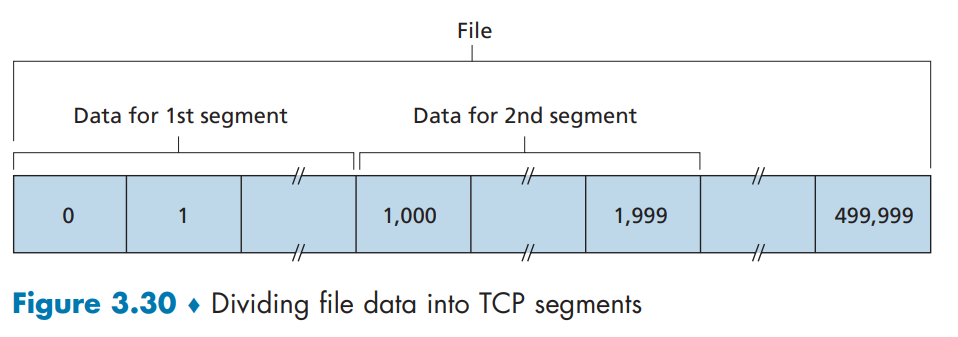 File
Data for 1st segment Data for 2nd segment
0 1 1,000 1,999 499,999
Figure 3.30 ♦ Dividing file data into TCP segments